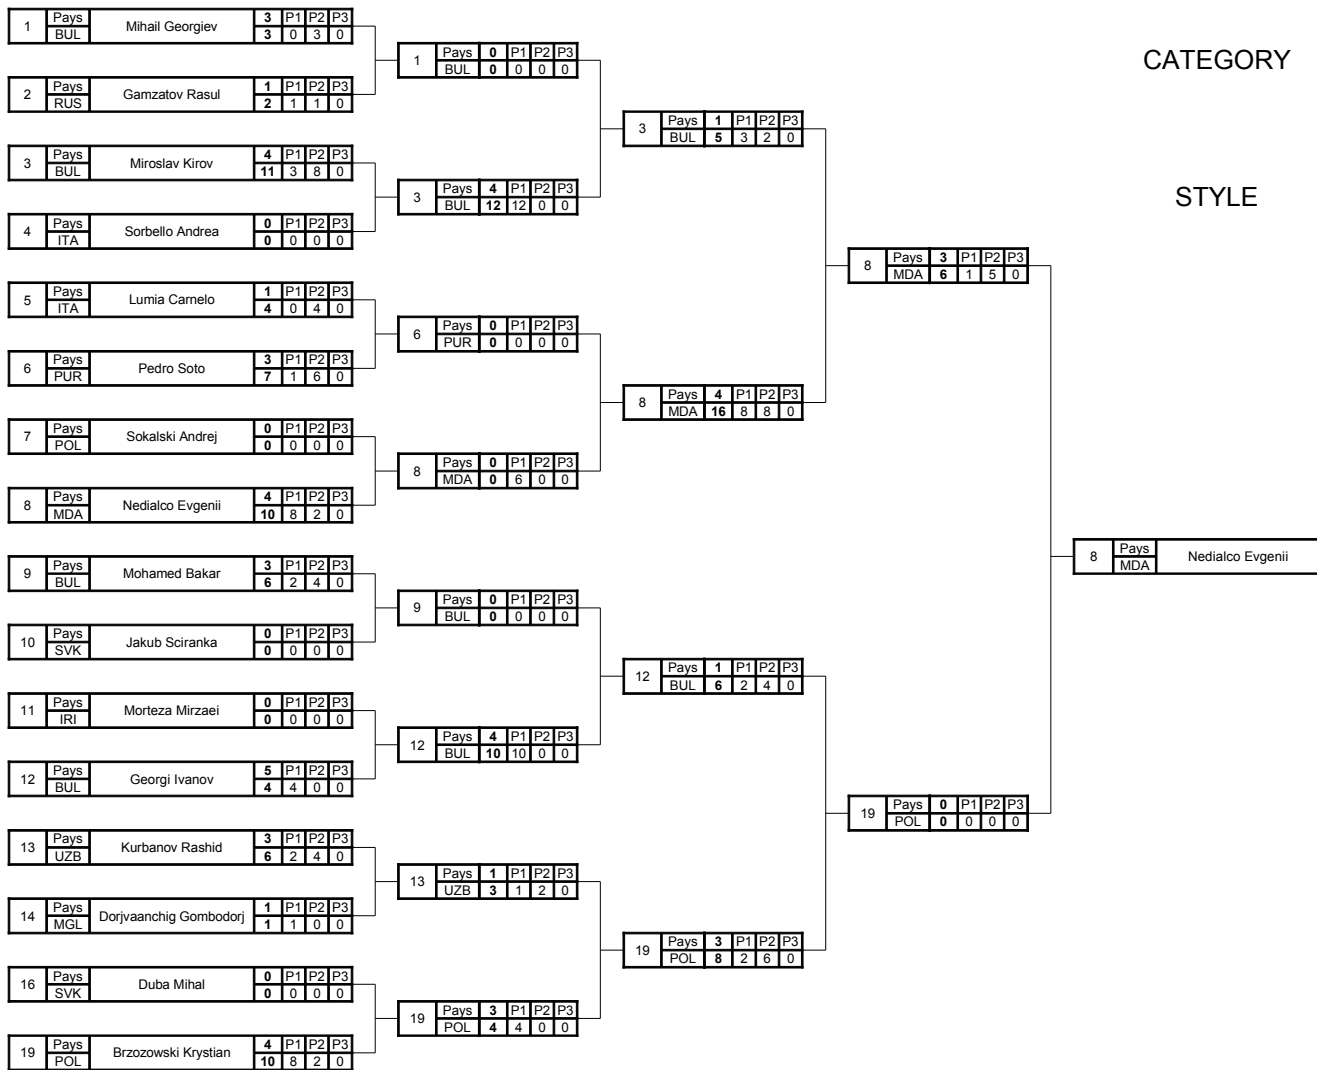 1 Pays Mihail Georgiev 3 P1 P2 P3
BUL 3 0 3 0
1 Pays 0 P1 P2 P3
BUL 0 0 0 0
CATEGORY
2 Pays Gamzatov Rasul 1 P1 P2 P3
RUS 2 1 1 0
3 Pays 1 P1 P2 P3
BUL 5 3 2 0
3 Pays Miroslav Kirov 4 P1 P2 P3
BUL 11 3 8 0
3 Pays 4 P1 P2 P3
BUL 12 12 0 0
STYLE
4 Pays Sorbello Andrea 0 P1 P2 P3
ITA 0 0 0 0
8 Pays 3 P1 P2 P3
MDA 6 1 5 0
5 Pays Lumia Carnelo 1 P1 P2 P3
ITA 4 0 4 0
6 Pays 0 P1 P2 P3
PUR 0 0 0 0
6 Pays Pedro Soto 3 P1 P2 P3
PUR 7 1 6 0
8 Pays 4 P1 P2 P3
MDA 16 8 8 0
7 Pays Sokalski Andrej 0 P1 P2 P3
POL 0 0 0 0
8 Pays 0 P1 P2 P3
MDA 0 6 0 0
8 Pays Nedialco Evgenii 4 P1 P2 P3
MDA 10 8 2 0
8 Pays Nedialco Evgenii
MDA
9 Pays Mohamed Bakar 3 P1 P2 P3
BUL 6 2 4 0
9 Pays 0 P1 P2 P3
BUL 0 0 0 0
10 Pays Jakub Sciranka 0 P1 P2 P3
SVK 0 0 0 0
12 Pays 1 P1 P2 P3
BUL 6 2 4 0
11 Pays Morteza Mirzaei 0 P1 P2 P3
IRI 0 0 0 0
12 Pays 4 P1 P2 P3
BUL 10 10 0 0
12 Pays Georgi Ivanov 5 P1 P2 P3
BUL 4 4 0 0
19 Pays 0 P1 P2 P3
POL 0 0 0 0
13 Pays Kurbanov Rashid 3 P1 P2 P3
UZB 6 2 4 0
13 Pays 1 P1 P2 P3
UZB 3 1 2 0
14 Pays Dorjvaanchig Gombodorj 1 P1 P2 P3
MGL 1 1 0 0
19 Pays 3 P1 P2 P3
POL 8 2 6 0
16 Pays Duba Mihal 0 P1 P2 P3
SVK 0 0 0 0
19 Pays 3 P1 P2 P3
POL 4 4 0 0
19 Pays Brzozowski Krystian 4 P1 P2 P3
POL 10 8 2 0